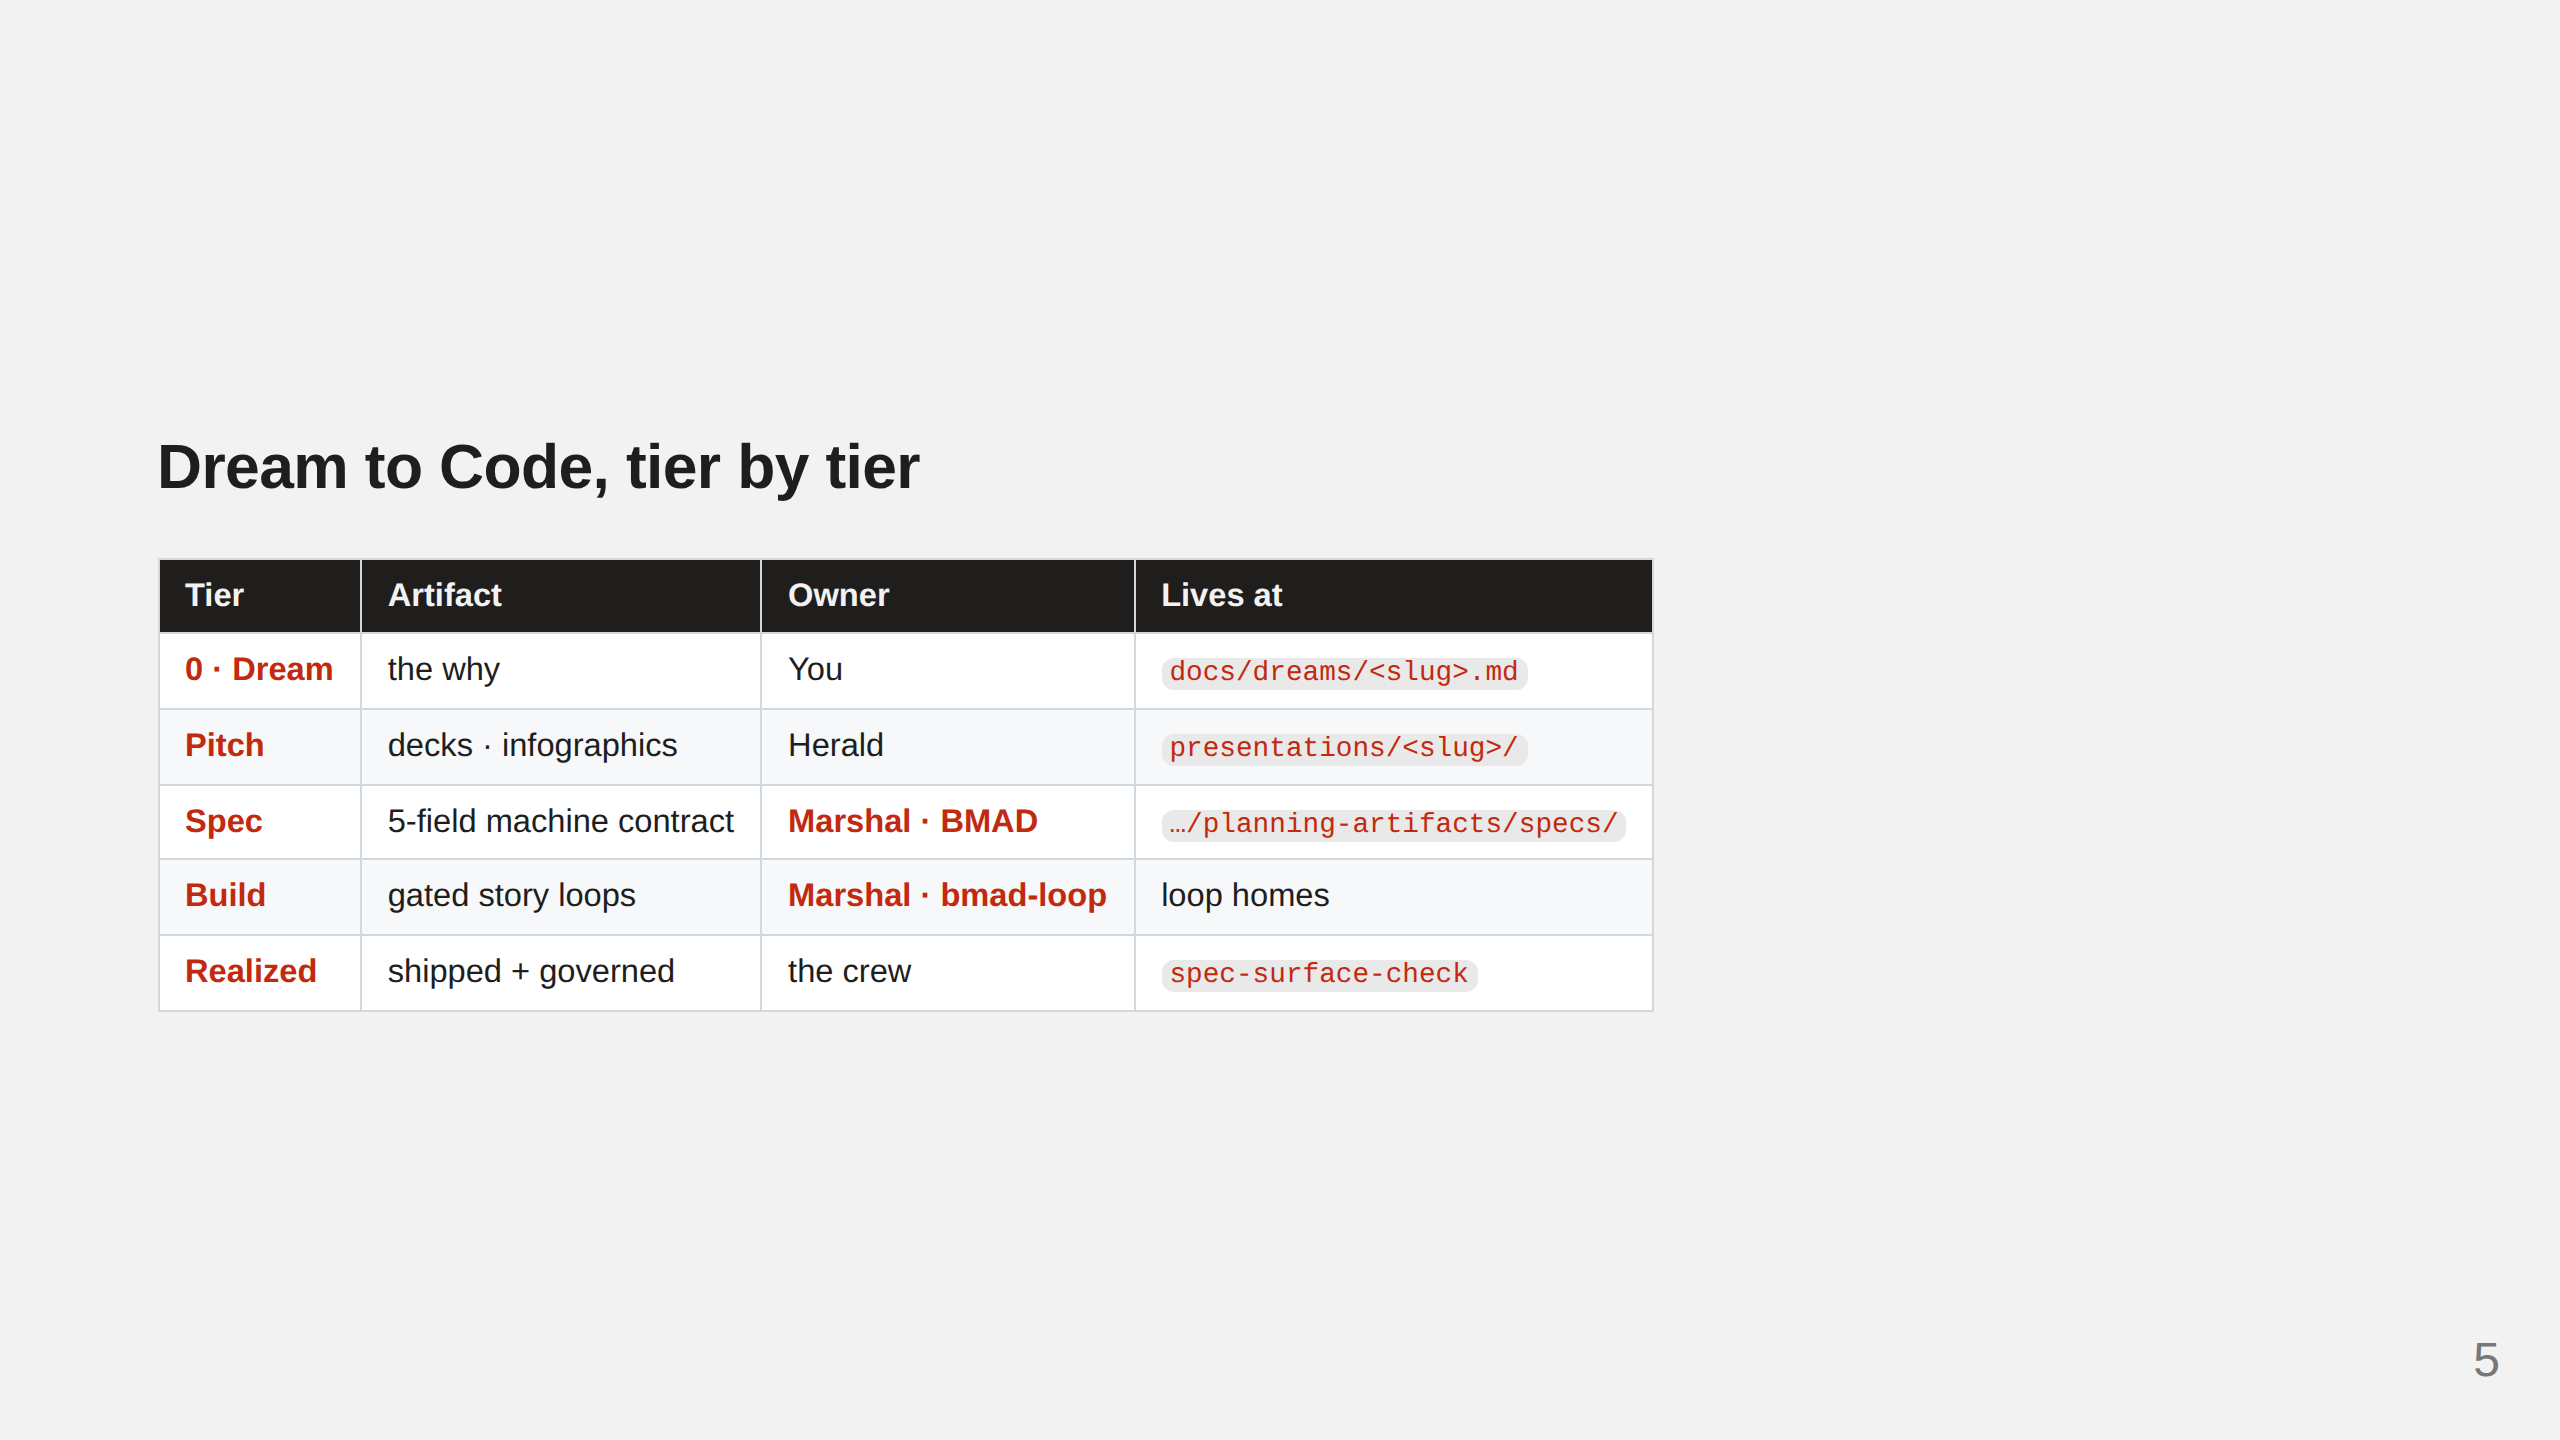 Dream to Code, tier by tier
Tier Artifact Owner Lives at
0 · Dream the why You docs/dreams/<slug>.md
Pitch decks · infographics Herald presentations/<slug>/
Spec 5-field machine contract Marshal · BMAD …/planning-artifacts/specs/
Build gated story loops Marshal · bmad-loop loop homes
Realized shipped + governed the crew spec-surface-check
5